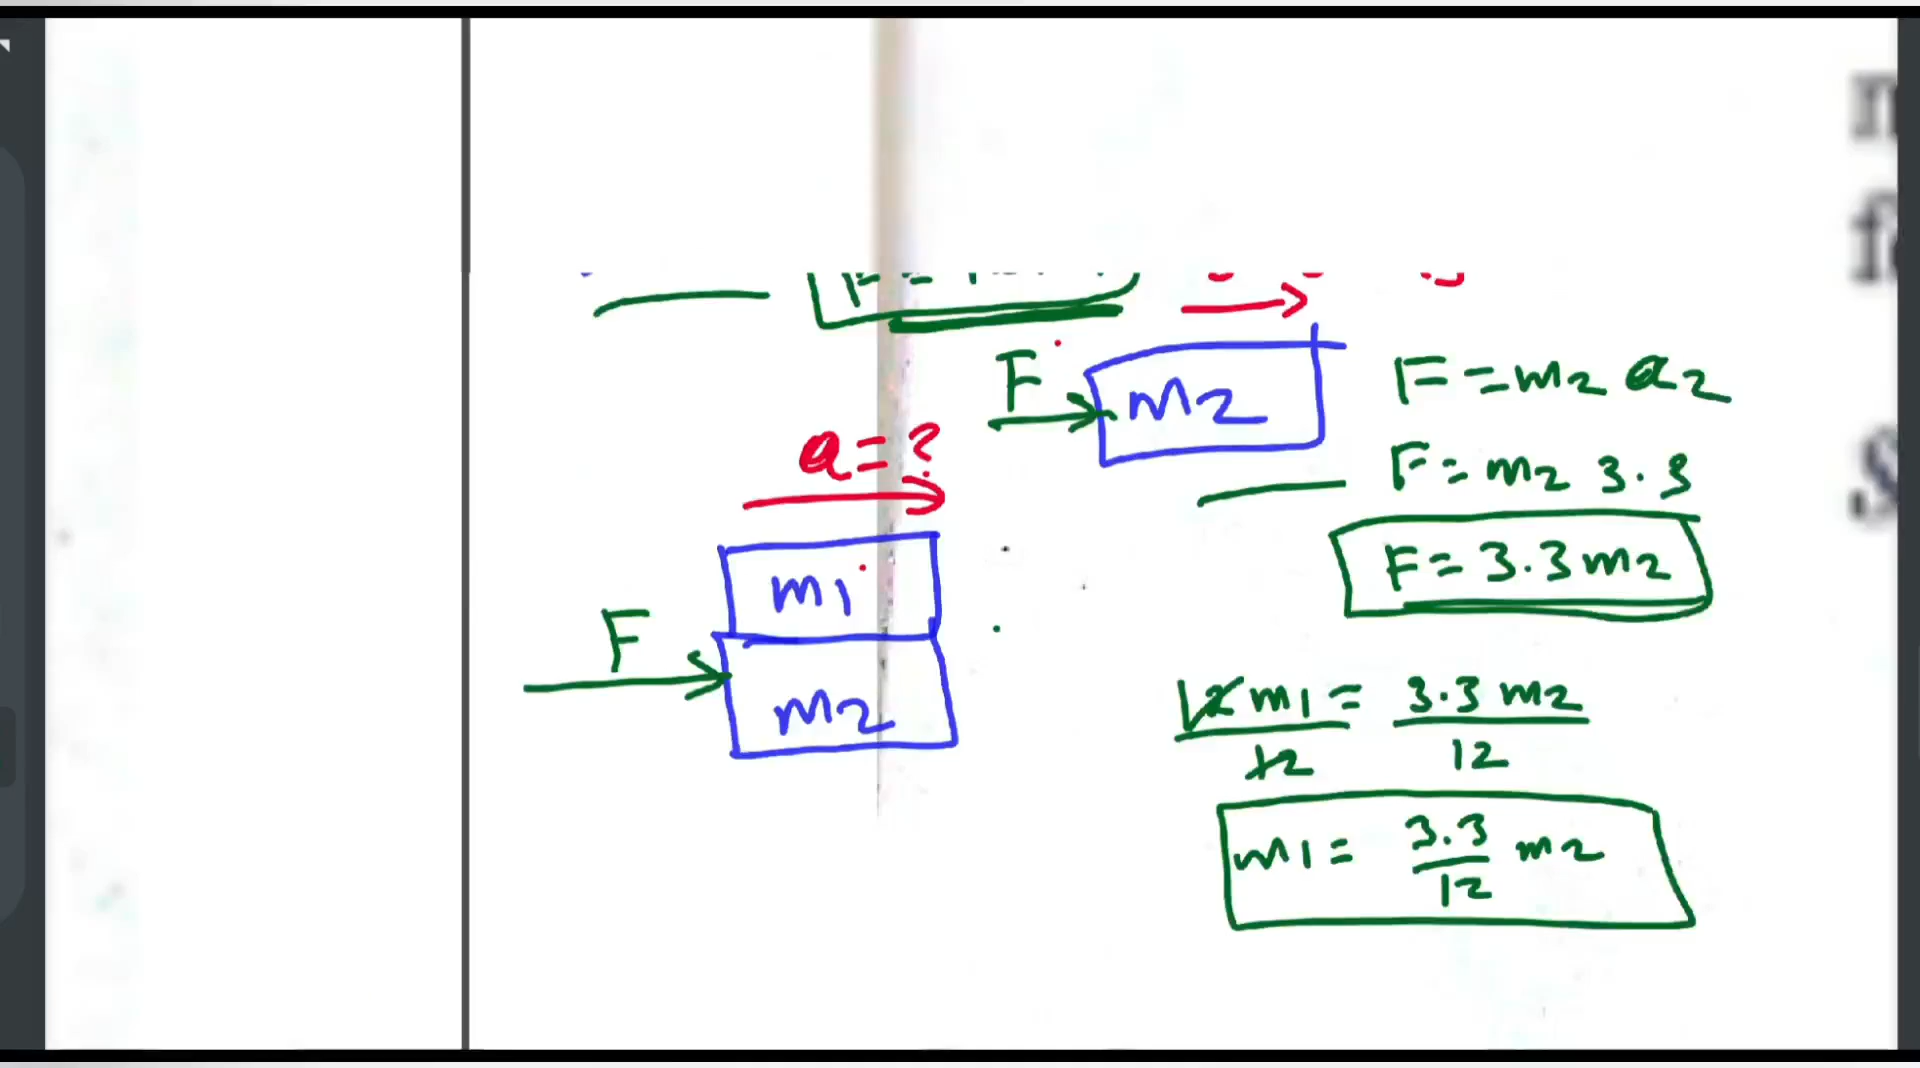 F
m2
F = m2 a2
a = ?
F = m2 3.3
m1
F = 3.3 m2
F
m2
12 m1 = 3.3 m2
12 12
m1 = 3.3 m2
12